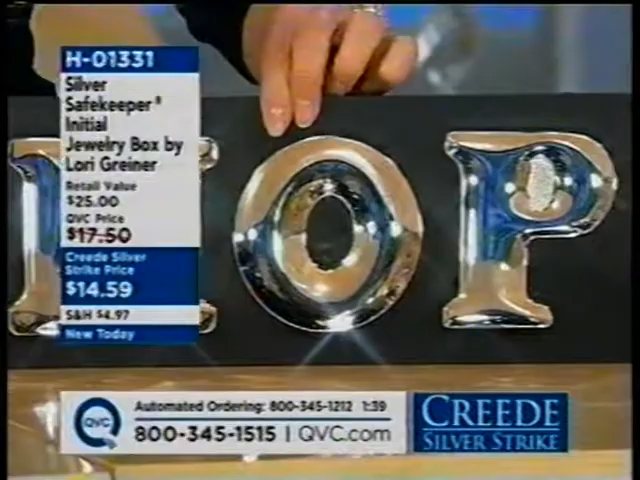 H-01331
Silver
Safekeeper®
Initial
Jewelry Box by
Lori Greiner
Retail Value
$25.00
QVC Price
$17.50
Creede Silver
Strike Price
$14.59
S&H $4.97
New Today
O P
QVC
Automated Ordering: 800-345-1212 1:39
800-345-1515 | QVC.com
CREEDE
SILVER STRIKE